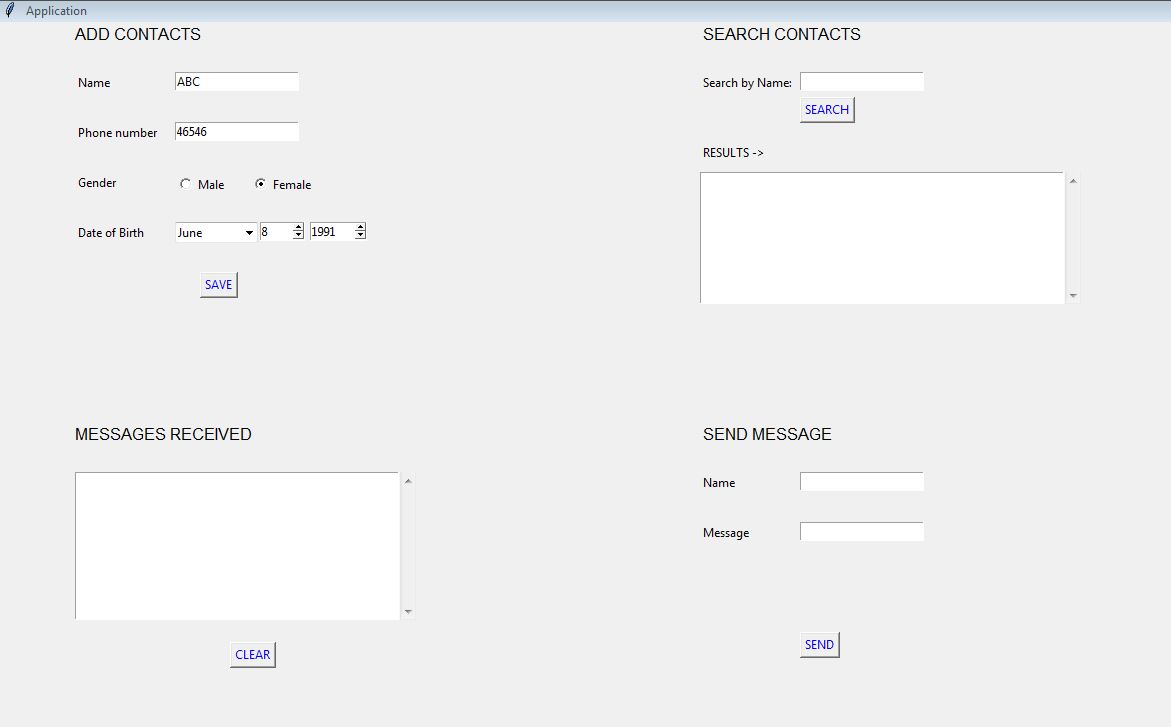 Application
ADD CONTACTS
Name ABC
Phone number 46546
Gender Male Female
Date of Birth June 8 1991
SAVE
SEARCH CONTACTS
Search by Name:
SEARCH
RESULTS ->
MESSAGES RECEIVED
CLEAR
SEND MESSAGE
Name
Message
SEND